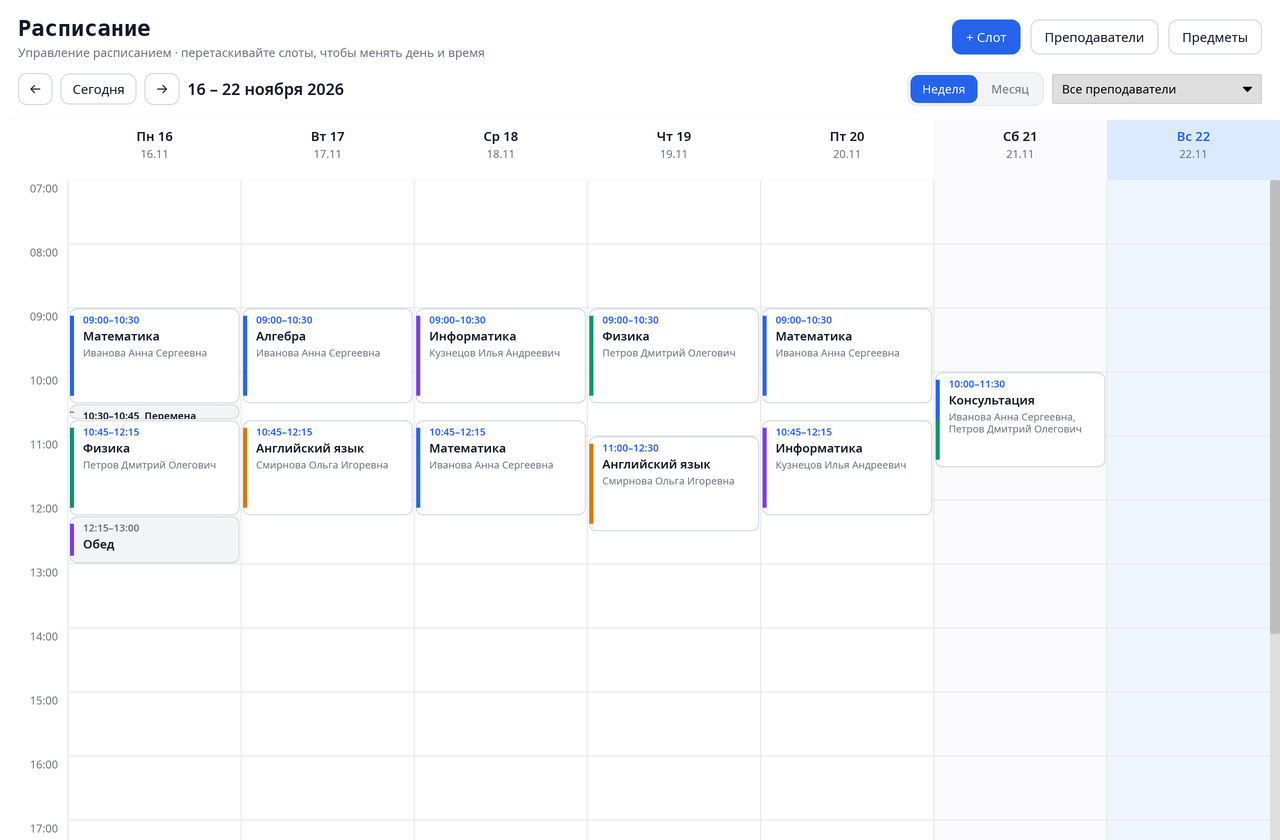 Расписание
Управление расписанием · перетаскивайте слоты, чтобы менять день и время
+ Слот
Преподаватели
Предметы
←
Сегодня
→
16 – 22 ноября 2026
Неделя
Месяц
Все преподаватели
Пн 16
16.11
Вт 17
17.11
Ср 18
18.11
Чт 19
19.11
Пт 20
20.11
Сб 21
21.11
Вс 22
22.11
07:00
08:00
09:00
10:00
11:00
12:00
13:00
14:00
15:00
16:00
17:00
09:00–10:30
Математика
Иванова Анна Сергеевна
10:30–10:45 Перемена
10:45–12:15
Физика
Петров Дмитрий Олегович
12:15–13:00
Обед
09:00–10:30
Алгебра
Иванова Анна Сергеевна
10:45–12:15
Английский язык
Смирнова Ольга Игоревна
09:00–10:30
Информатика
Кузнецов Илья Андреевич
10:45–12:15
Математика
Иванова Анна Сергеевна
09:00–10:30
Физика
Петров Дмитрий Олегович
11:00–12:30
Английский язык
Смирнова Ольга Игоревна
09:00–10:30
Математика
Иванова Анна Сергеевна
10:45–12:15
Информатика
Кузнецов Илья Андреевич
10:00–11:30
Консультация
Иванова Анна Сергеевна,
Петров Дмитрий Олегович